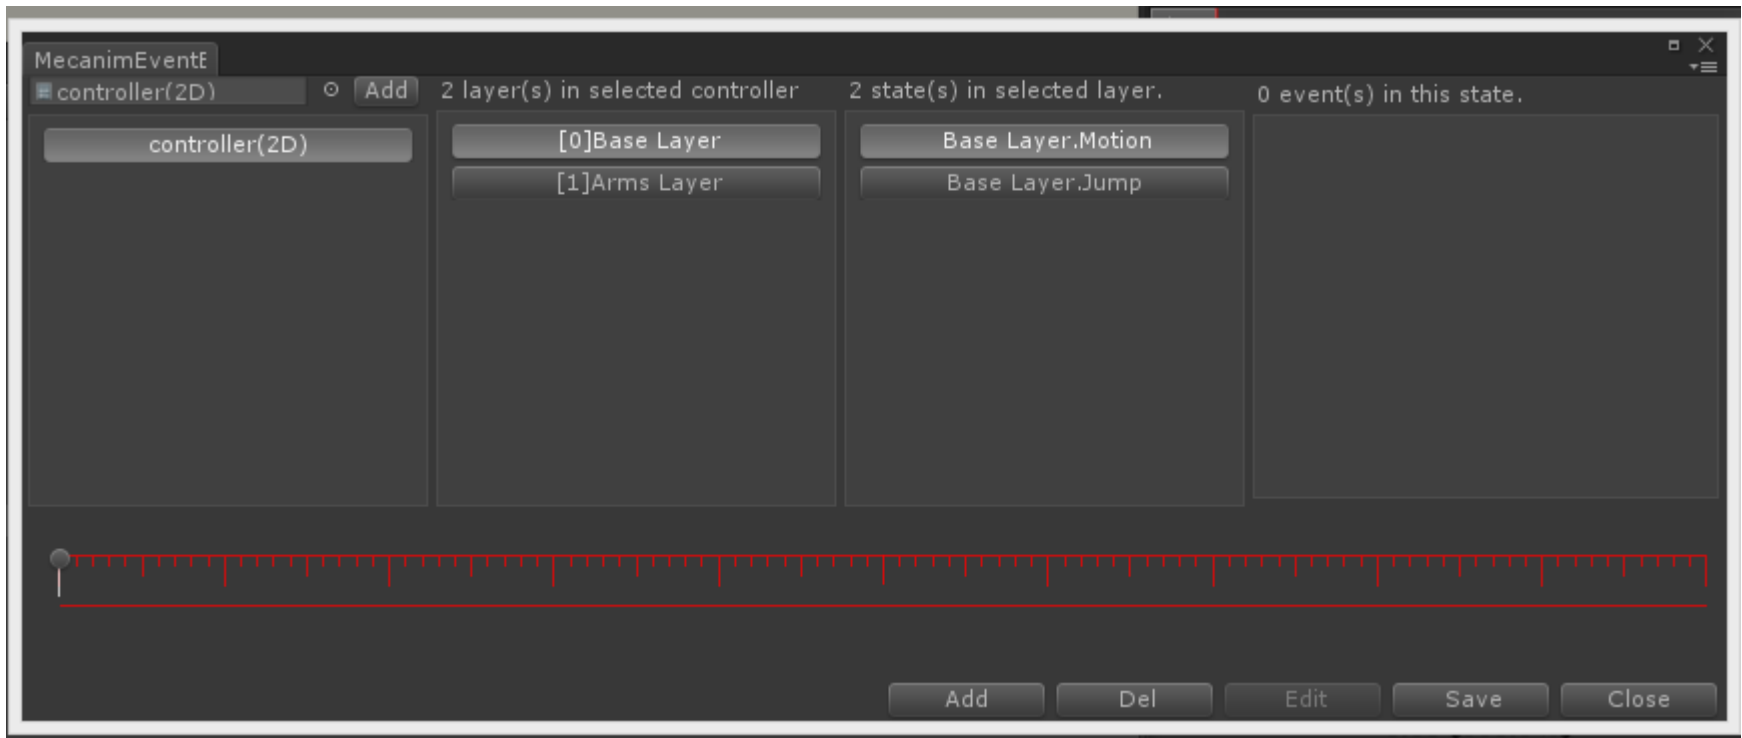 MecanimEventE
controller(2D)
Add
2 layer(s) in selected controller
2 state(s) in selected layer.
0 event(s) in this state.
controller(2D)
[0]Base Layer
[1]Arms Layer
Base Layer.Motion
Base Layer.Jump
Add
Del
Edit
Save
Close